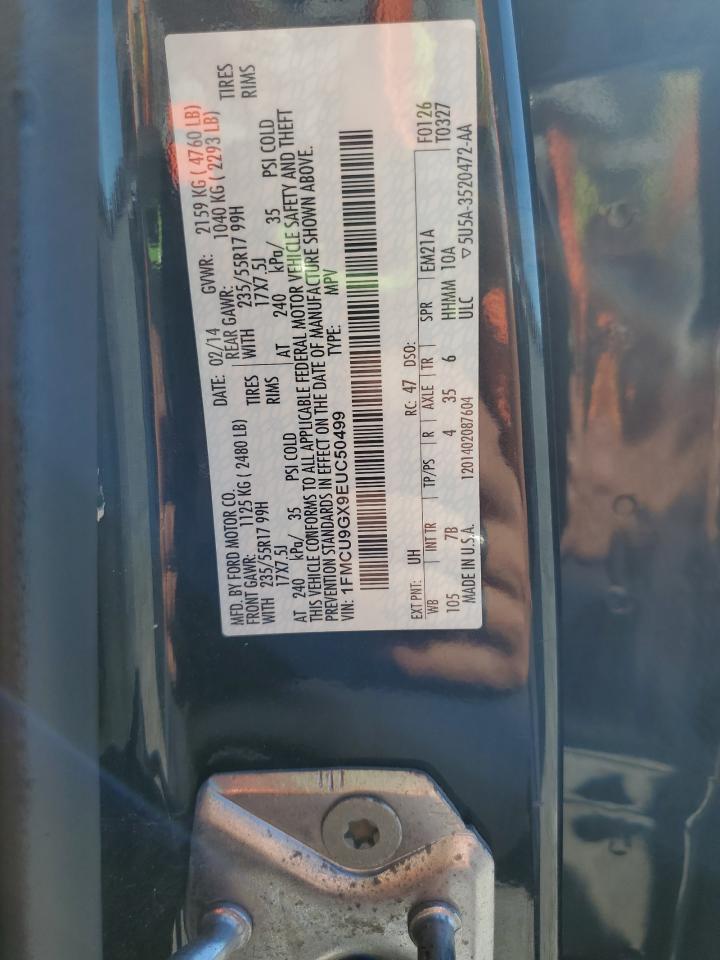 MFD. BY FORD MOTOR CO. DATE: 02/14 GVWR: 2159 KG ( 4760 LB)
FRONT GAWR: 1125 KG ( 2480 LB) REAR GAWR: 1040 KG ( 2293 LB)
WITH 235/55R17 99H TIRES WITH 235/55R17 99H TIRES
17X7.5J RIMS 17X7.5J RIMS
AT 240 kPa/ 35 PSI COLD AT 240 kPa/ 35 PSI COLD
THIS VEHICLE CONFORMS TO ALL APPLICABLE FEDERAL MOTOR VEHICLE SAFETY AND THEFT
PREVENTION STANDARDS IN EFFECT ON THE DATE OF MANUFACTURE SHOWN ABOVE.
VIN: 1FMCU9GX9EUC50499 TYPE: MPV
EXT PNT: UH RC: 47 DSO: F0126
WB INT TR TP/PS R AXLE TR SPR EM21A T0327
105 7B 4 35 6 HHMM 10A
MADE IN U.S.A. 1201402087604 ULC ▽5U5A-3520472-AA